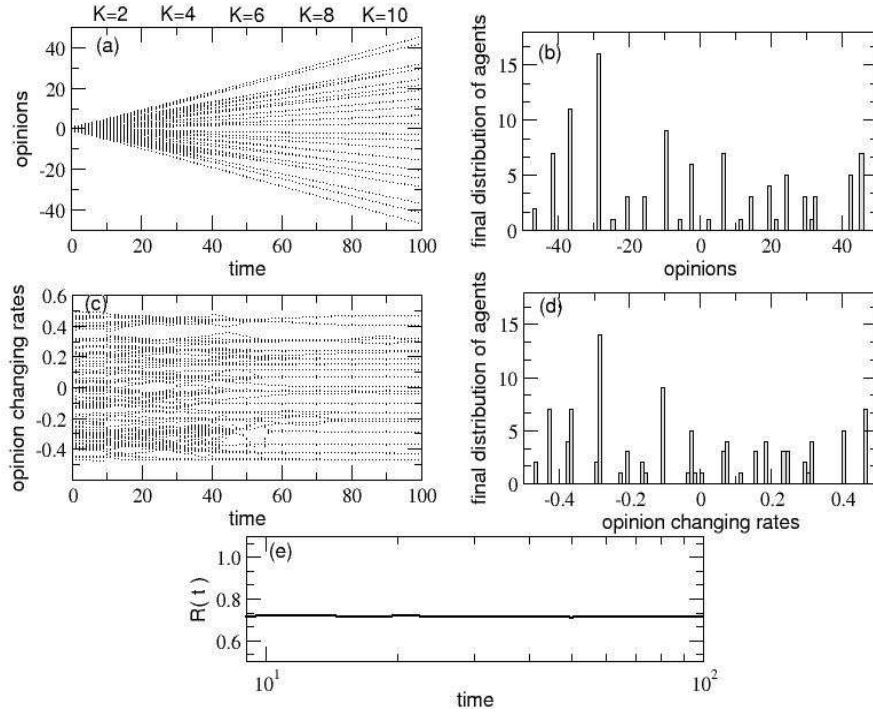 K=2 K=4 K=6 K=8 K=10
(a)
opinions
40
20
0
-20
-40
0 20 40 60 80 100
time
(b)
final distribution of agents
15
10
5
0
-40 -20 0 20 40
opinions
(c)
opinion changing rates
0.6
0.4
0.2
0
-0.2
-0.4
0 20 40 60 80 100
time
(d)
final distribution of agents
15
10
5
0
-0.4 -0.2 0 0.2 0.4
opinion changing rates
(e)
R( t )
1.0
0.8
0.6
10^1 10^2
time